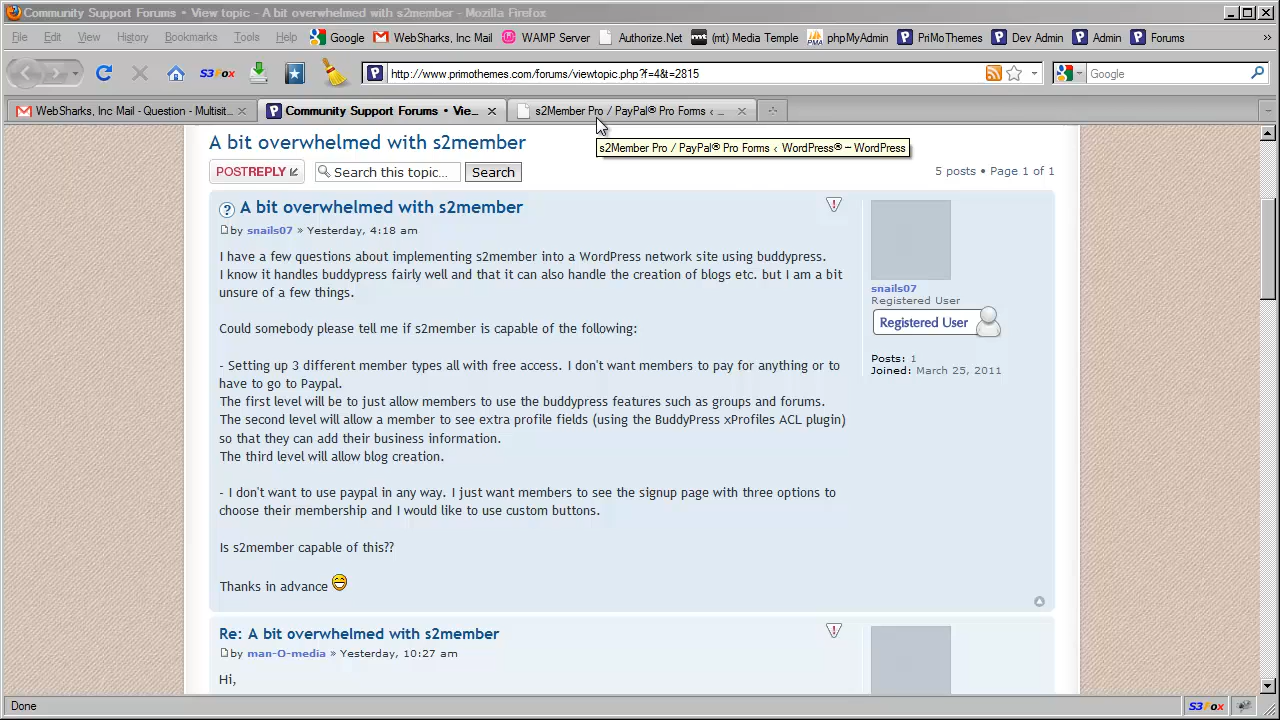 Community Support Forums • View topic - A bit overwhelmed with s2member - Mozilla Firefox
File Edit View History Bookmarks Tools Help Google WebSharks, Inc Mail WAMP Server Authorize.Net (mt) Media Temple phpMyAdmin PriMoThemes Dev Admin Admin Forums »
S3Fox http://www.primothemes.com/forums/viewtopic.php?f=4&t=2815 Google
WebSharks, Inc Mail - Question - Multisit... Community Support Forums • Vie... s2Member Pro / PayPal® Pro Forms ‹ ...
A bit overwhelmed with s2member
s2Member Pro / PayPal® Pro Forms ‹ WordPress® — WordPress
POSTREPLY Search this topic... Search 5 posts • Page 1 of 1
A bit overwhelmed with s2member
by snails07 » Yesterday, 4:18 am
I have a few questions about implementing s2member into a WordPress network site using buddypress.
I know it handles buddypress fairly well and that it can also handle the creation of blogs etc. but I am a bit
unsure of a few things.
Could somebody please tell me if s2member is capable of the following:
- Setting up 3 different member types all with free access. I don't want members to pay for anything or to
have to go to Paypal.
The first level will be to just allow members to use the buddypress features such as groups and forums.
The second level will allow a member to see extra profile fields (using the BuddyPress xProfiles ACL plugin)
so that they can add their business information.
The third level will allow blog creation.
- I don't want to use paypal in any way. I just want members to see the signup page with three options to
choose their membership and I would like to use custom buttons.
Is s2member capable of this??
Thanks in advance
snails07
Registered User
Registered User
Posts: 1
Joined: March 25, 2011
Re: A bit overwhelmed with s2member
by man-O-media » Yesterday, 10:27 am
Hi,
Done S3Fox